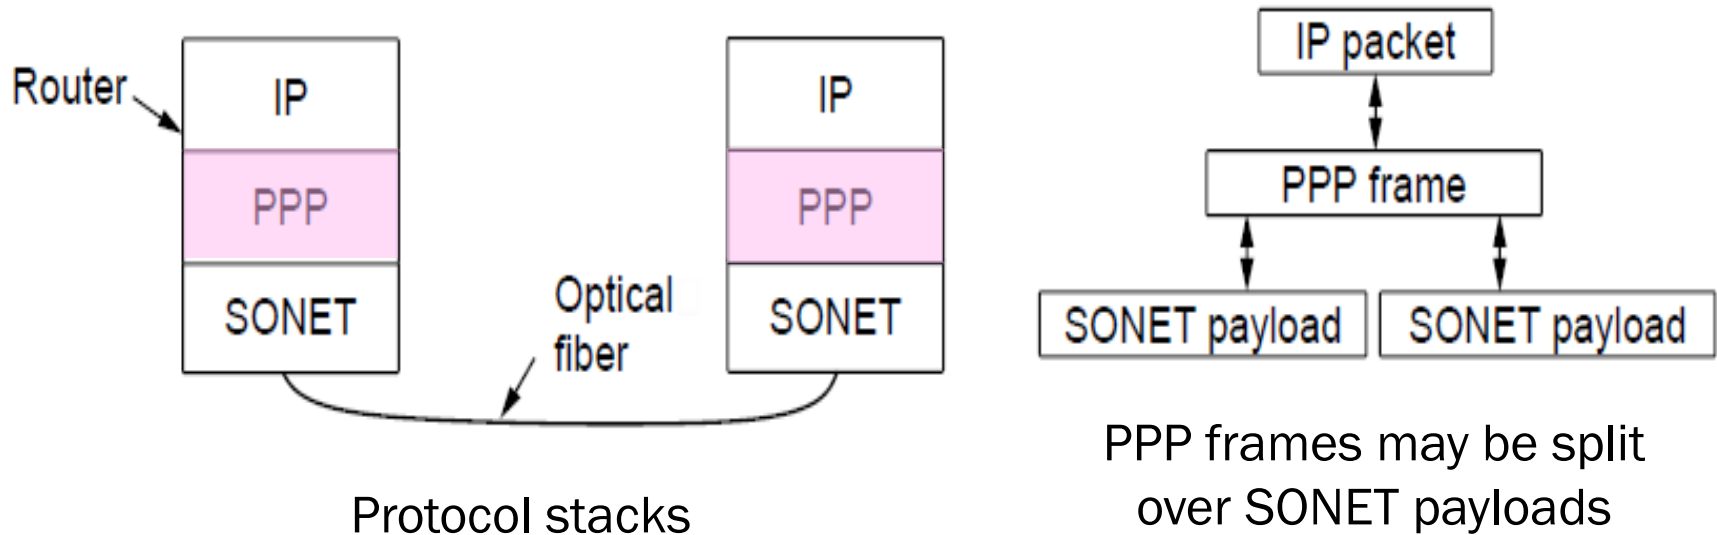 Router
IP
PPP
SONET
Optical
fiber
IP
PPP
SONET
Protocol stacks
IP packet
PPP frame
SONET payload
SONET payload
PPP frames may be split
over SONET payloads